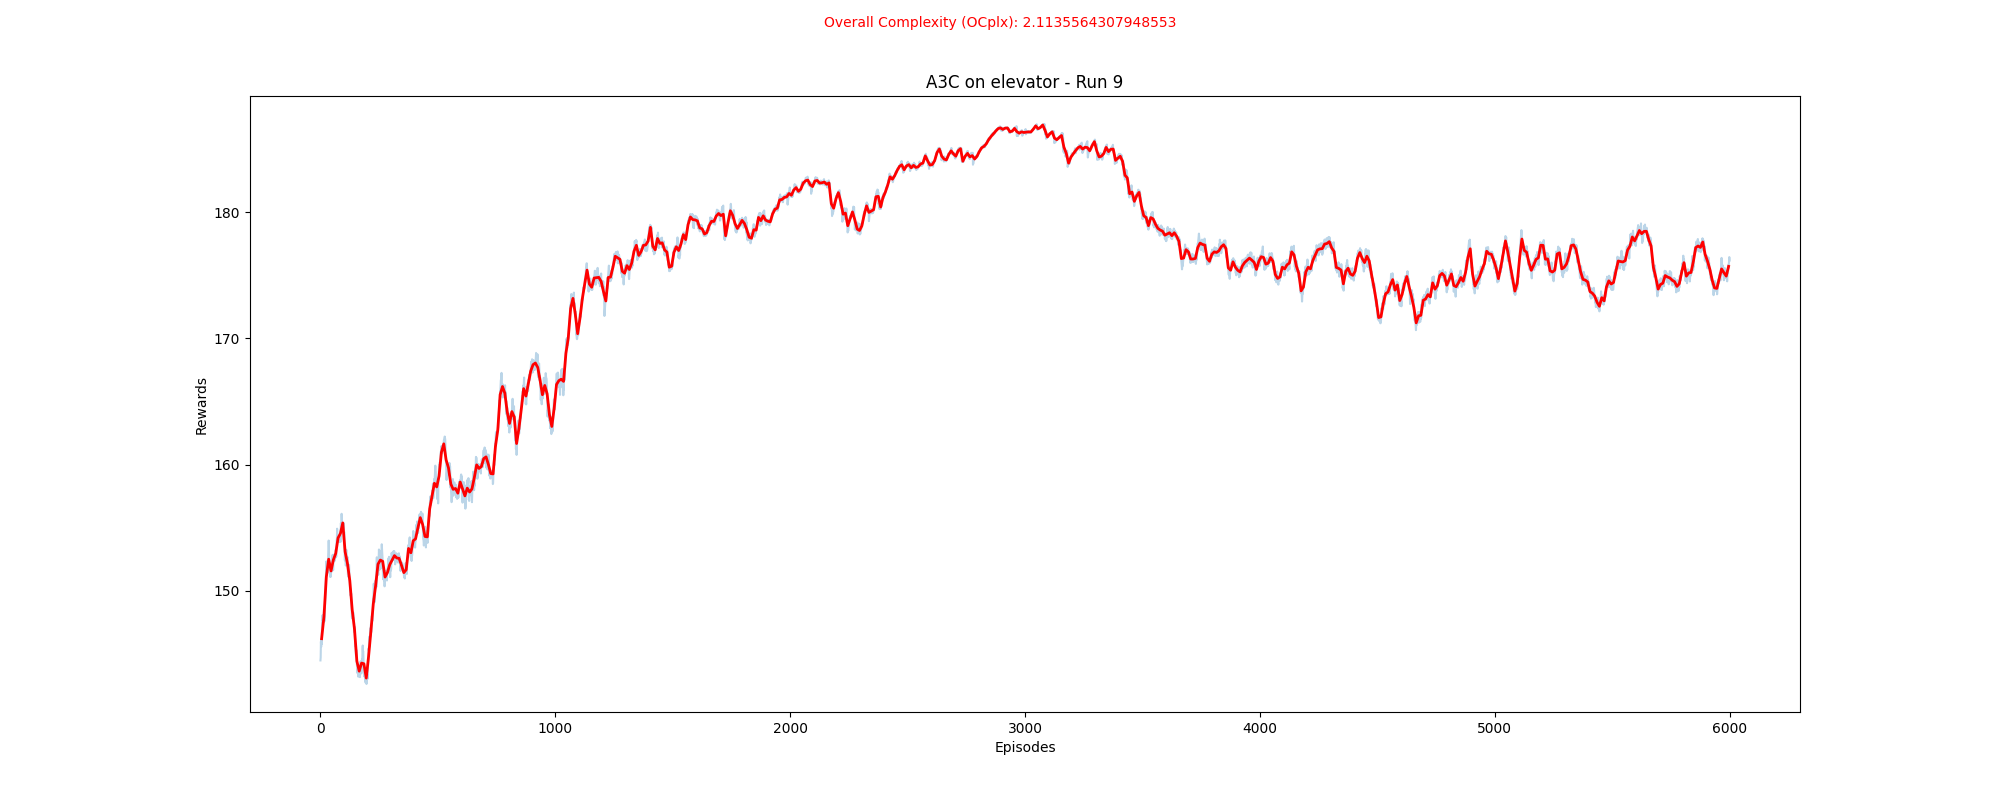 Overall Complexity (OCplx): 2.1135564307948553
A3C on elevator - Run 9
Rewards
180
170
160
150
0 1000 2000 3000 4000 5000 6000
Episodes